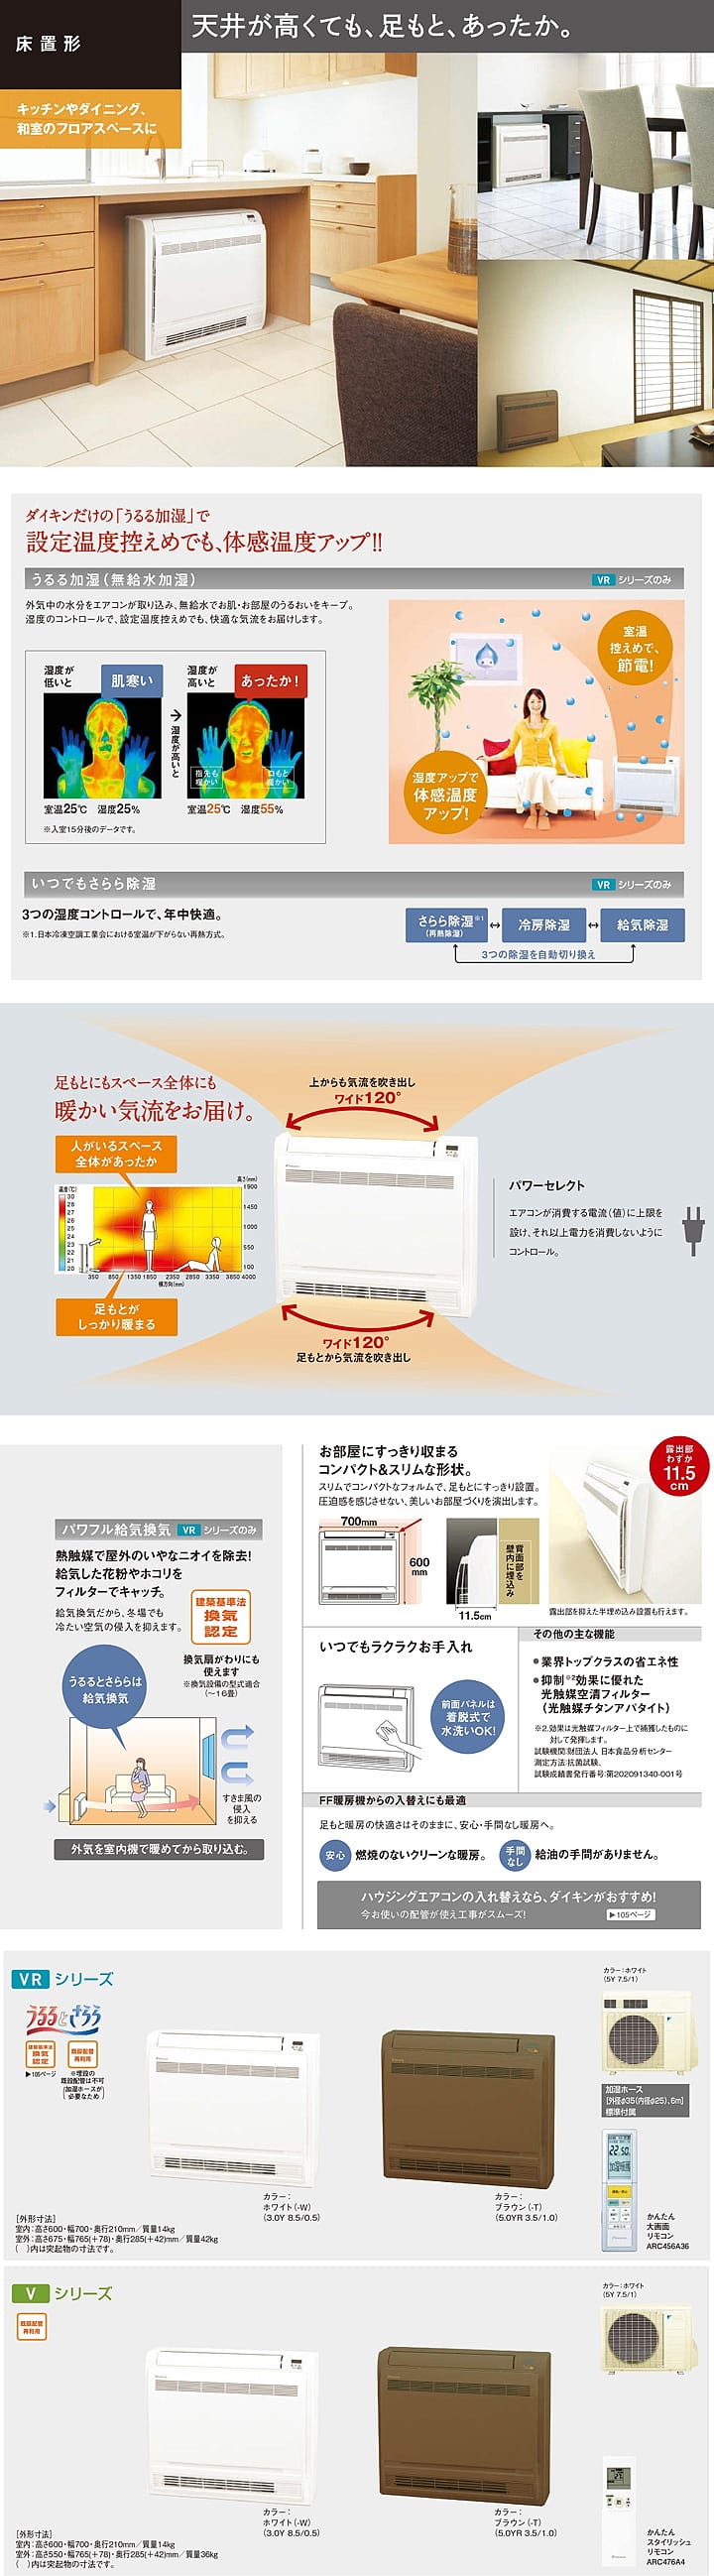 床置形
天井が高くても、足もと、あったか。
キッチンやダイニング、
和室のフロアスペースに
ダイキンだけの「うるる加湿」で
設定温度控えめでも、体感温度アップ!!
うるる加湿(無給水加湿)
VR シリーズのみ
外気中の水分をエアコンが取り込み、無給水でお肌・お部屋のうるおいをキープ。
湿度のコントロールで、設定温度控えめでも、快適な気流をお届けします。
湿度が
低いと
肌寒い
湿度が高いと
湿度が
高いと
あったか!
指先も
暖かい
口もと
暖かい
室温25℃ 湿度25%
室温25℃ 湿度55%
※入室15分後のデータです。
室温
控えめで、
節電!
湿度アップで
体感温度
アップ!
いつでもさらら除湿
VR シリーズのみ
3つの湿度コントロールで、年中快適。
※1.日本冷凍空調工業会における室温が下がらない再熱方式。
さらら除湿※1
(再熱除湿)
冷房除湿
給気除湿
3つの除湿を自動切り換え
足もとにもスペース全体にも
暖かい気流をお届け。
上からも気流を吹き出し
ワイド120°
人がいるスペース
全体があったか
温度(℃)
30
28
27
26
25
24
23
22
21
20
高さ(mm)
1900
1450
1000
550
100
350 850 1350 1850 2350 2850 3350 3850 4000
横方向(mm)
足もとが
しっかり暖まる
ワイド120°
足もとから気流を吹き出し
パワーセレクト
エアコンが消費する電流(値)に上限を
設け、それ以上電力を消費しないように
コントロール。
パワフル給気換気 VR シリーズのみ
熱触媒で屋外のいやなニオイを除去!
給気した花粉やホコリを
フィルターでキャッチ。
給気換気だから、冬場でも
冷たい空気の侵入を抑えます。
建築基準法
換気
認定
換気扇がわりにも
使えます
※換気設備の型式適合
(~16畳)
うるるとさららは
給気換気
すきま風の
侵入
を抑える
外気を室内機で暖めてから取り込む。
お部屋にすっきり収まる
コンパクト&スリムな形状。
スリムでコンパクトなフォルムで、足もとにすっきり設置。
圧迫感を感じさせない、美しいお部屋づくりを演出します。
700mm
600
mm
背面部を
壁内に埋込み
11.5cm
露出部
わずか
11.5
cm
露出部を抑えた半埋め込み設置も行えます。
いつでもラクラクお手入れ
前面パネルは
着脱式で
水洗いOK!
その他の主な機能
●業界トップクラスの省エネ性
●抑制※2効果に優れた
光触媒空清フィルター
(光触媒チタンアパタイト)
※2.効果は光触媒フィルター上で捕獲したものに
対して発揮します。
試験機関:財団法人 日本食品分析センター
測定方法:抗菌試験、
試験成績書発行番号:第202091340-001号
FF暖房機からの入替えにも最適
足もと暖房の快適さはそのままに、安心・手間なし暖房へ。
安心
燃焼のないクリーンな暖房。
手間
なし
給油の手間がありません。
ハウジングエアコンの入れ替えなら、ダイキンがおすすめ!
今お使いの配管が使え工事がスムーズ!
▶105ページ
VR シリーズ
うるるとさらら
建築基準法
換気
認定
既設配管
再利用
▶105ページ
※埋設の
既設配管は不可
(加湿ホースが
必要なため)
カラー:
ホワイト(-W)
(3.0Y 8.5/0.5)
カラー:
ブラウン(-T)
(5.0YR 3.5/1.0)
カラー:ホワイト
(5Y 7.5/1)
加湿ホース
[外径φ35(内径φ25)、6m]
標準付属
かんたん
大画面
リモコン
ARC456A36
[外形寸法]
室内:高さ600・幅700・奥行210mm/質量14kg
室外:高さ675・幅765(+78)・奥行285(+42)mm/質量42kg
( )内は突起物の寸法です。
V シリーズ
既設配管
再利用
カラー:
ホワイト(-W)
(3.0Y 8.5/0.5)
カラー:
ブラウン(-T)
(5.0YR 3.5/1.0)
カラー:ホワイト
(5Y 7.5/1)
かんたん
スタイリッシュ
リモコン
ARC476A4
[外形寸法]
室内:高さ600・幅700・奥行210mm/質量14kg
室外:高さ550・幅765(+78)・奥行285(+42)mm/質量36kg
( )内は突起物の寸法です。